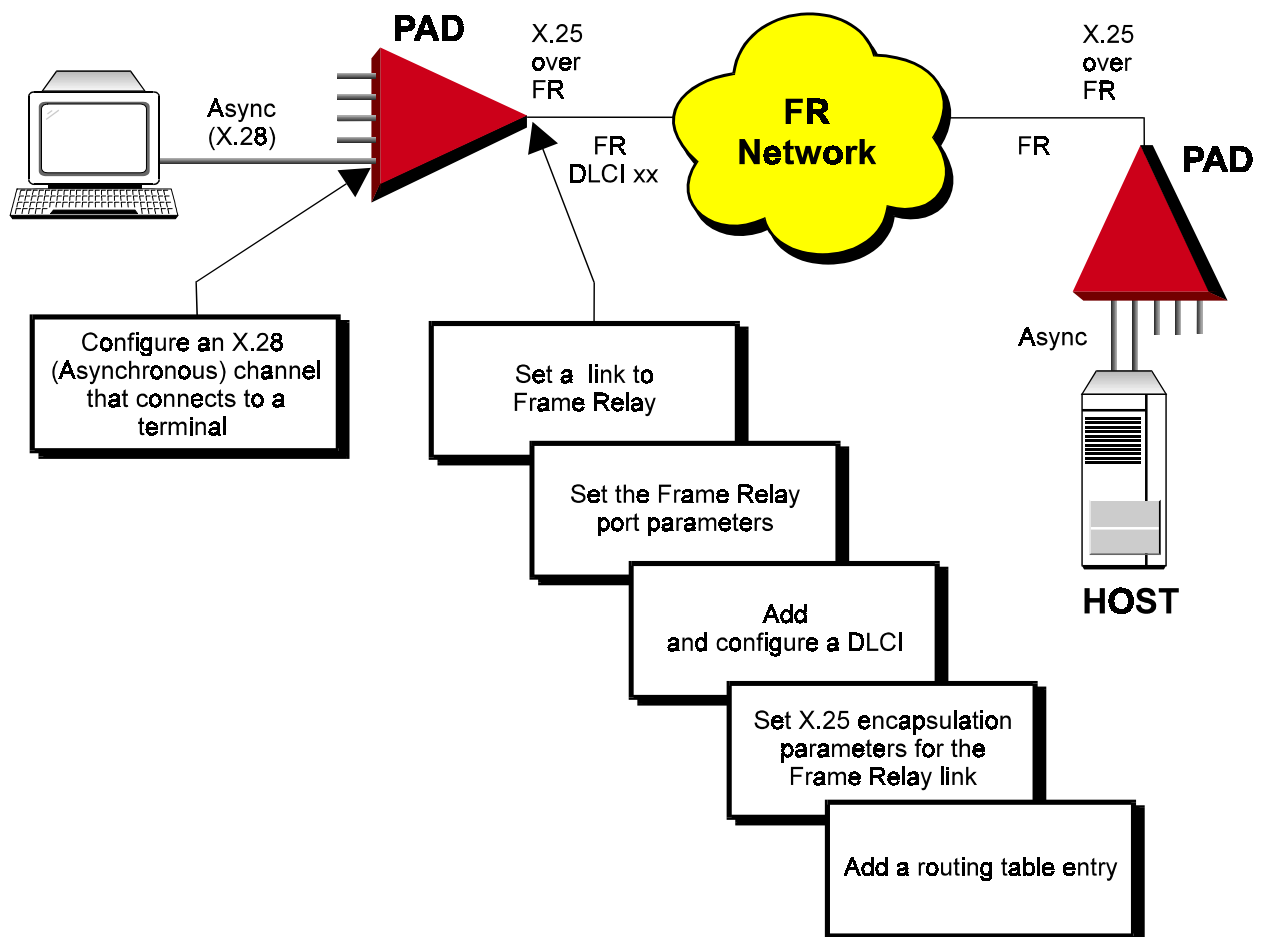 PAD
X.25
over
FR
X.25
over
FR
Async
(X.28)
FR
Network
FR
DLCI xx
FR
PAD
Configure an X.28
(Asynchronous) channel
that connects to a
terminal
Set a link to
Frame Relay
Async
Set the Frame Relay
port parameters
HOST
Add
and configure a DLCI
Set X.25 encapsulation
parameters for the
Frame Relay link
Add a routing table entry